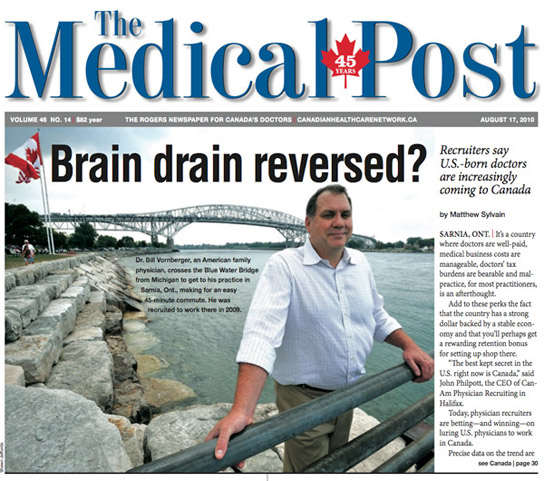 The
Medical Post
45
YEARS
VOLUME 46 NO. 14 $82 year THE ROGERS NEWSPAPER FOR CANADA'S DOCTORS | CANADIANHEALTHCARENETWORK.CA AUGUST 17, 2010
Brain drain reversed?
Dr. Bill Vornberger, an American family
physician, crosses the Blue Water Bridge
from Michigan to get to his practice in
Sarnia, Ont., making for an easy
45-minute commute. He was
recruited to work there in 2009.
Recruiters say
U.S.-born doctors
are increasingly
coming to Canada
by Matthew Sylvain
SARNIA, ONT. | It's a country
where doctors are well-paid,
medical business costs are
manageable, doctors' tax
burdens are bearable and mal-
practice, for most practitioners,
is an afterthought.
Add to these perks the fact
that the country has a strong
dollar backed by a stable econ-
omy and that you'll perhaps get
a rewarding retention bonus
for setting up shop there.
"The best kept secret in the
U.S. right now is Canada," said
John Philpott, the CEO of Can-
Am Physician Recruiting in
Halifax.
Today, physician recruiters
are betting—and winning—on
luring U.S. physicians to work
in Canada.
Precise data on the trend are
see Canada | page 30